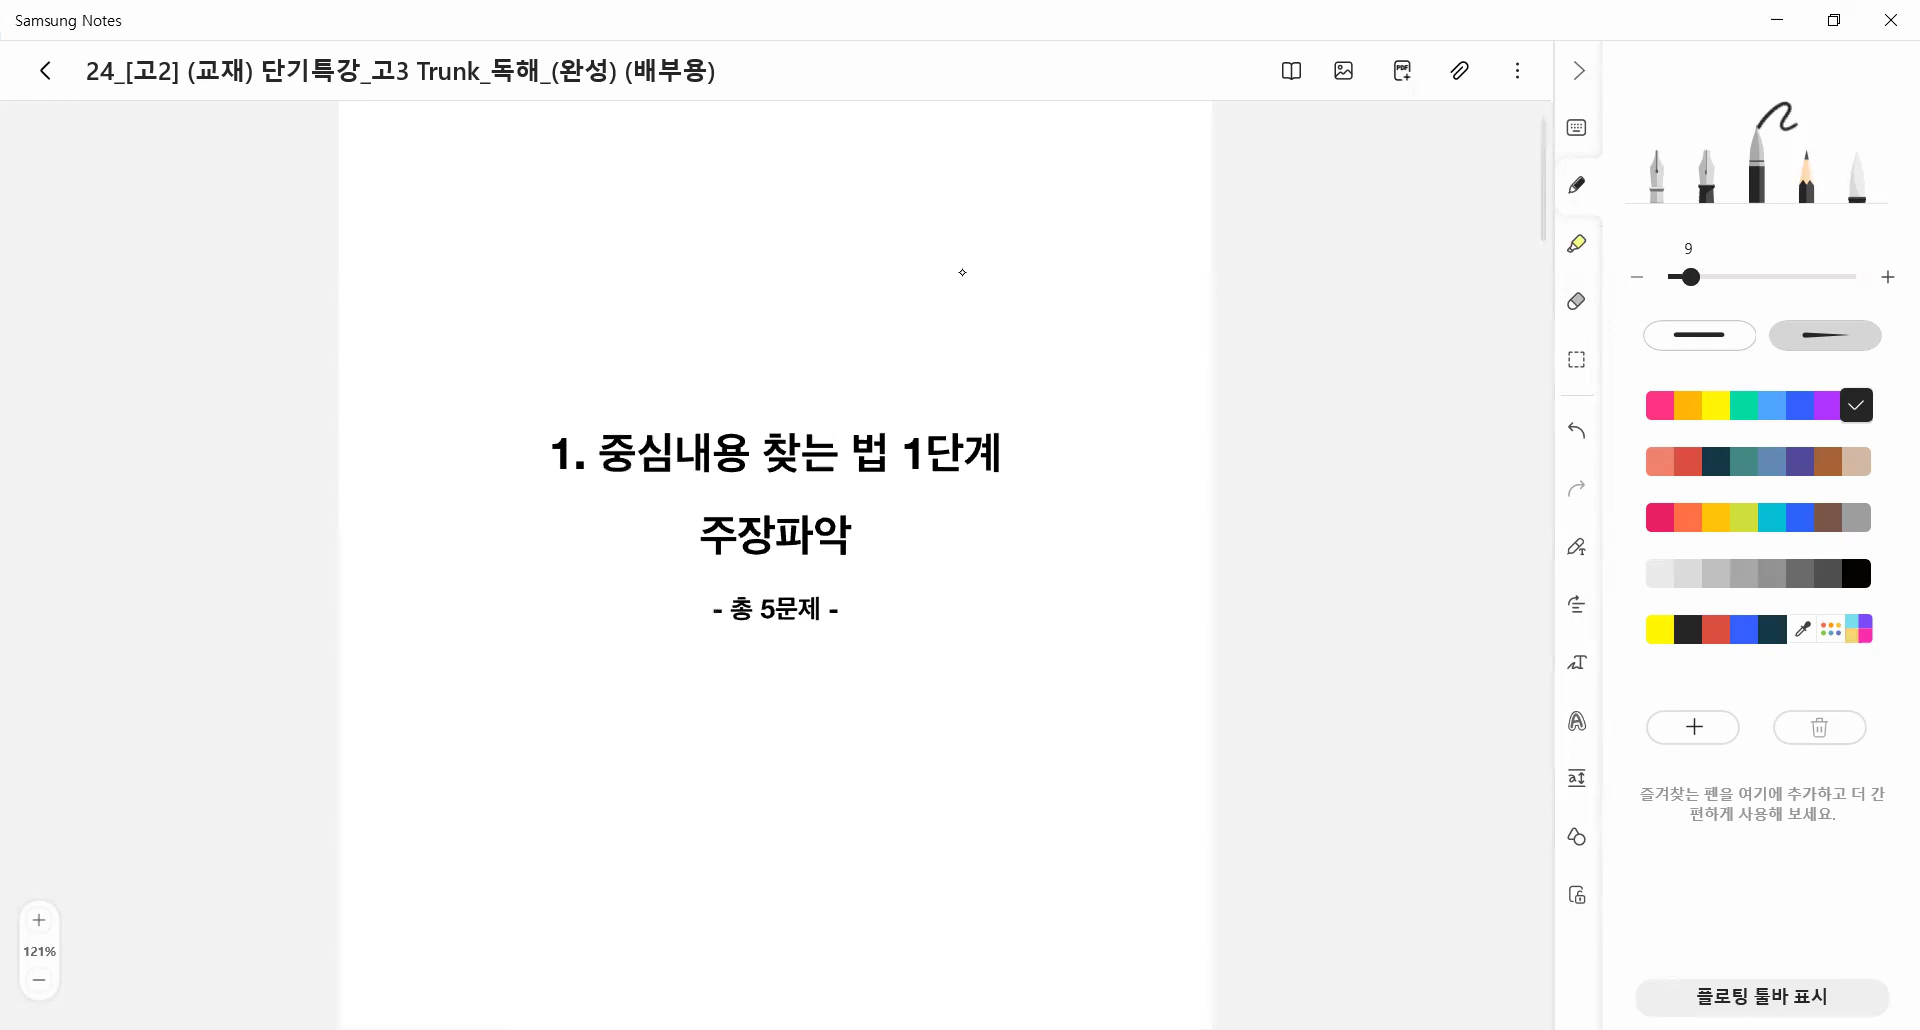 Samsung Notes
24_[고2] (교재) 단기특강_고3 Trunk_독해_(완성) (배부용)
PDF
9
1. 중심내용 찾는 법 1단계
주장파악
- 총 5문제 -
즐겨찾는 펜을 여기에 추가하고 더 간
편하게 사용해 보세요.
121%
플로팅 툴바 표시